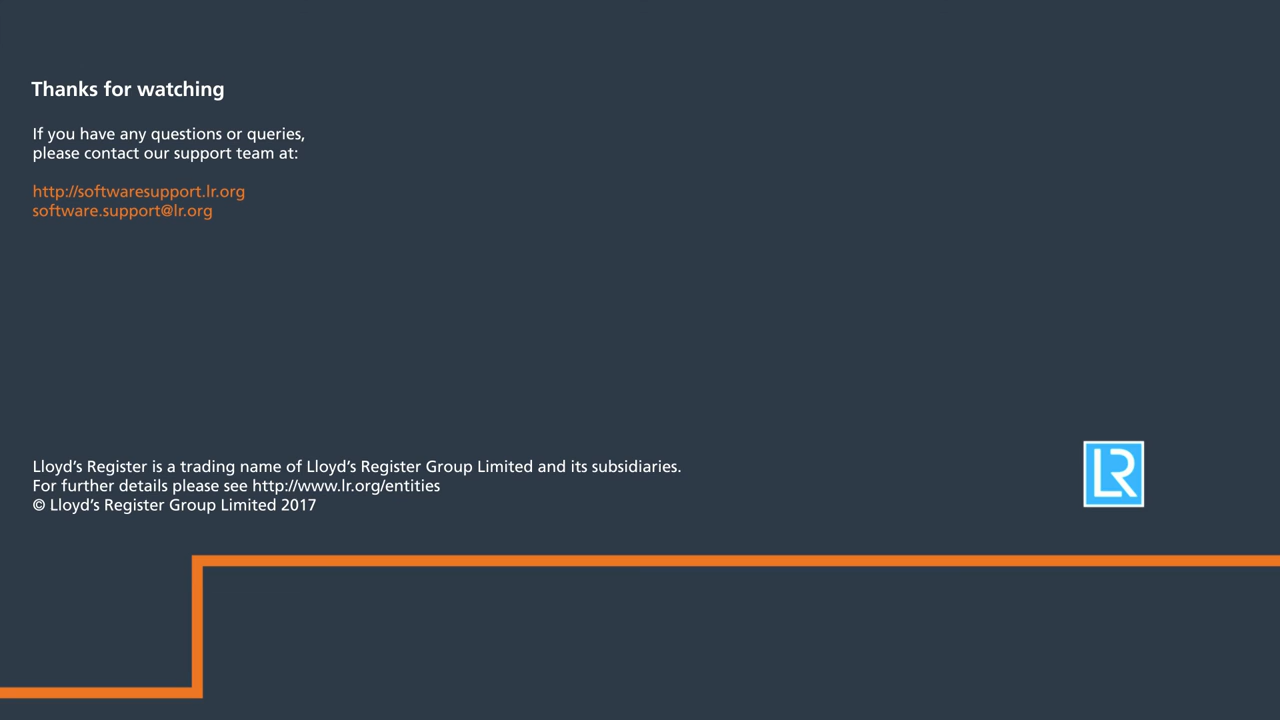 Thanks for watching
If you have any questions or queries,
please contact our support team at:
http://softwaresupport.lr.org
software.support@lr.org
Lloyd's Register is a trading name of Lloyd's Register Group Limited and its subsidiaries.
For further details please see http://www.lr.org/entities
© Lloyd's Register Group Limited 2017
LR